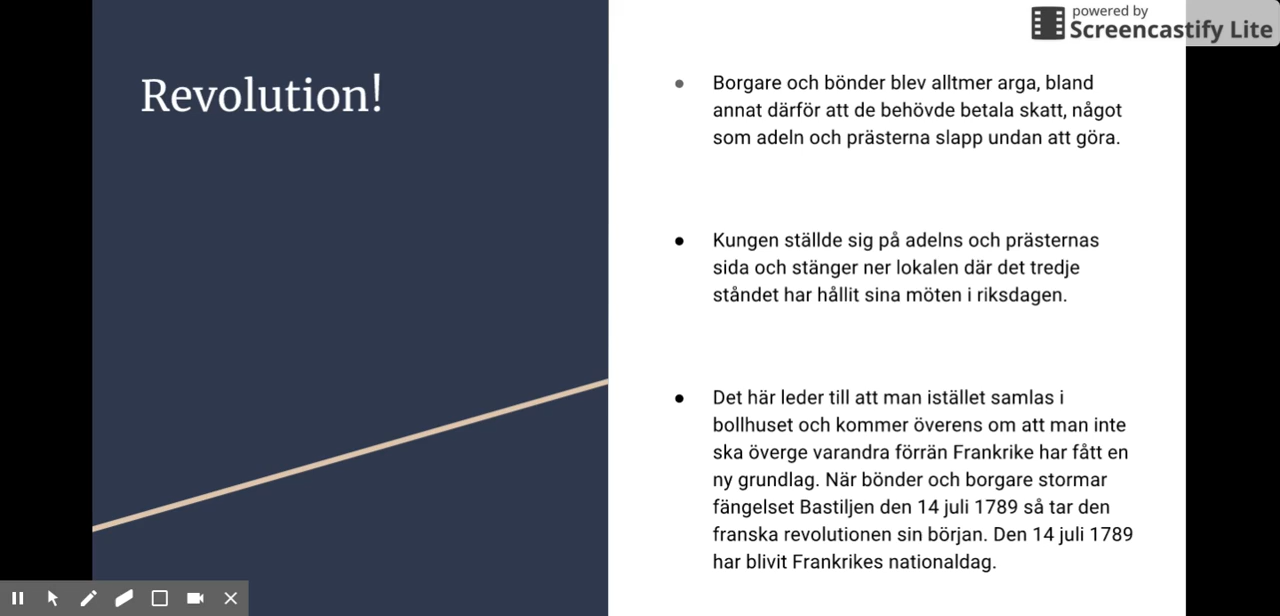 powered by
Screencastify Lite
Revolution!
Borgare och bönder blev alltmer arga, bland
annat därför att de behövde betala skatt, något
som adeln och prästerna slapp undan att göra.
Kungen ställde sig på adelns och prästernas
sida och stänger ner lokalen där det tredje
ståndet har hållit sina möten i riksdagen.
Det här leder till att man istället samlas i
bollhuset och kommer överens om att man inte
ska överge varandra förrän Frankrike har fått en
ny grundlag. När bönder och borgare stormar
fängelset Bastiljen den 14 juli 1789 så tar den
franska revolutionen sin början. Den 14 juli 1789
har blivit Frankrikes nationaldag.